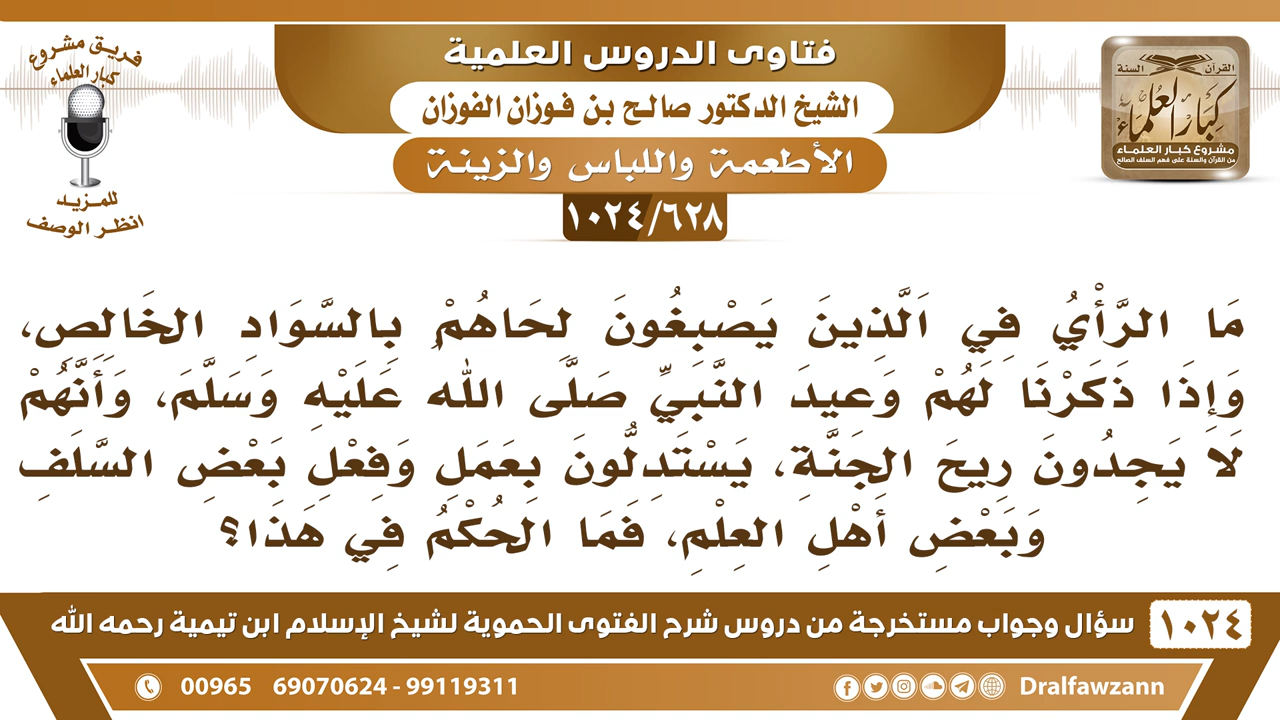 فتاوى الدروس العلمية
الشيخ الدكتور صالح بن فوزان الفوزان
الأطعمة واللباس والزينة
١٠٢٤/٦٢٨
فريق مشروع
كبار العلماء
للمزيد
انظر الوصف
القرآن
السنة
كبار العلماء
مشروع كبار العلماء
من القرآن والسنة على فهم السلف الصالح
مَا الرَّأْيُ فِي الَّذِينَ يَصْبِغُونَ لِحَاهُمْ بِالسَّوَادِ الخَالِصِ،
وَإِذَا ذَكَرْنَا لَهُمْ وَعِيدَ النَّبِيِّ صَلَّى اللهُ عَلَيْهِ وَسَلَّمَ، وَأَنَّهُمْ
لَا يَجِدُونَ رِيحَ الجَنَّةِ، يَسْتَدِلُّونَ بِعَمَلِ وَفِعْلِ بَعْضِ السَّلَفِ
وَبَعْضِ أَهْلِ العِلْمِ، فَمَا الحُكْمُ فِي هَذَا؟
١٠٢٤ سؤال وجواب مستخرجة من دروس شرح الفتوى الحموية لشيخ الإسلام ابن تيمية رحمه الله
00965 69070624 - 99119311
Dralfawzann